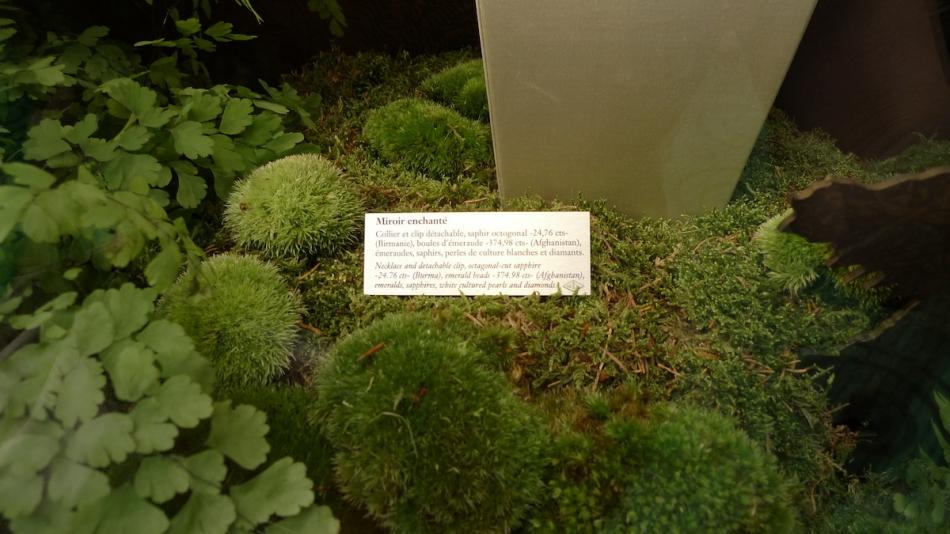 Miroir enchanté
Collier et clip détachable, saphir octogonal -24,76 cts-
(Birmanie), boules d'émeraude -374,98 cts- (Afghanistan),
émeraudes, saphirs, perles de culture blanches et diamants.
Necklace and detachable clip, octagonal-cut sapphire
-24.76 cts- (Burma), emerald beads -374.98 cts- (Afghanistan),
emeralds, sapphires, white cultured pearls and diamonds.